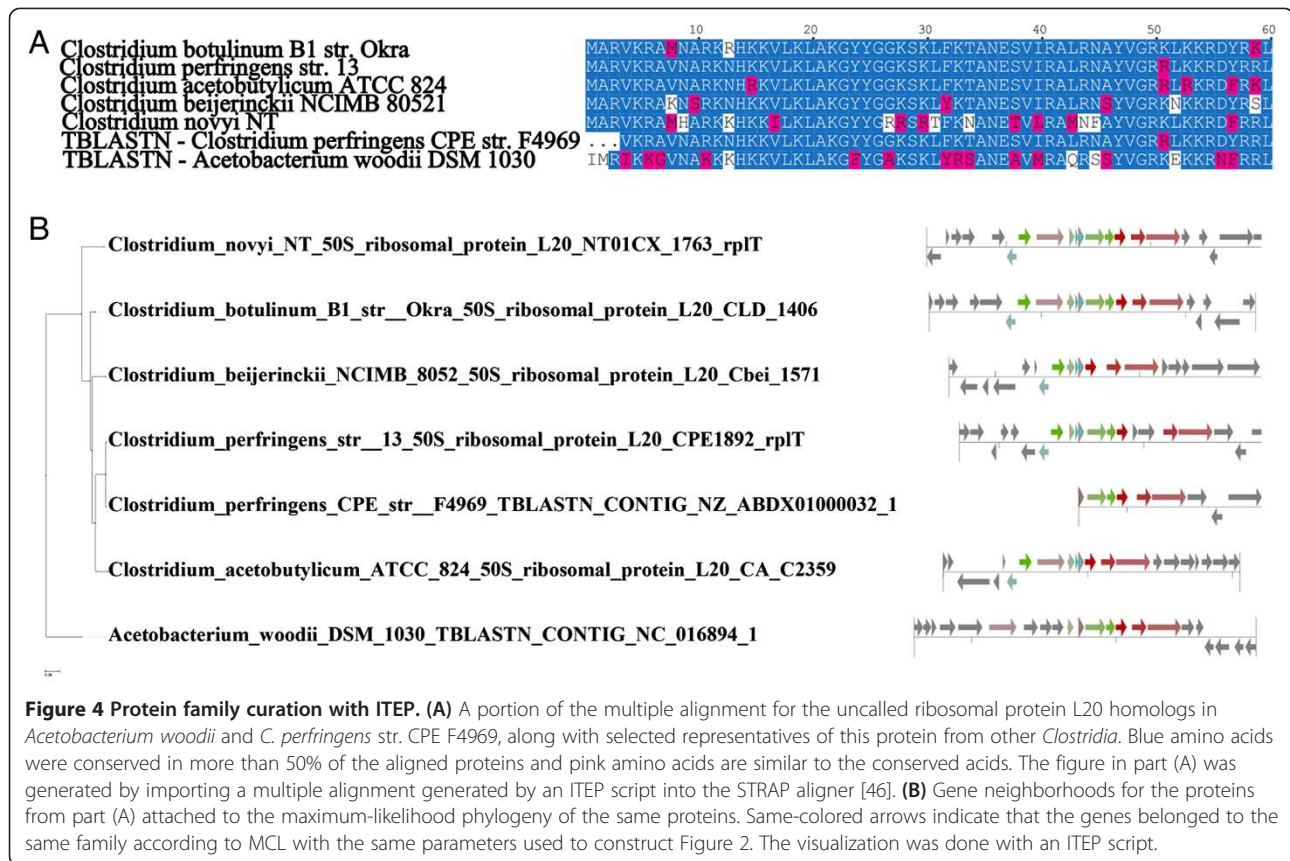 A
10 20 30 40 50 60
Clostridium botulinum B1 str. Okra MARVKRAMNARKRHKKVLKLAKGYYGGKSKLFKTANESVIRALRNAYVGRKLKKRDYRKL
Clostridium perfringens str. 13 MARVKRAVNARKNHKKVLKLAKGYYGGKSKLFKTANESVIRALRNAYVGRRLKKRDYRRL
Clostridium acetobutylicum ATCC 824 MARVKRAVNARKNHRKVLKLAKGYYGGKSKLFKTANESVIRALRNAYVGRRLRKRDFRKL
Clostridium beijerinckii NCIMB 80521 MARVKRAKNSRKNHKKVLKLAKGYYGGKSKLYKTANESVIRALRNSYVGRKNKKRDYRSL
Clostridium novyi NT MARVKRAMHARKKHKKILKLAKGYYGRRSRTFKNANETVLRAMNFAYVGRKLKKRDFRRL
TBLASTN - Clostridium perfringens CPE str. F4969 ...VKRAVNARKNHKKVLKLAKGYYGGKSKLFKTANESVIRALRNAYVGRRLKKRDYRRL
TBLASTN - Acetobacterium woodii DSM 1030 IMRIKKGVNAKKKHKKVLKLAKGFYGAKSKLYRSANEAVMRAQRSSYVGRKEKKRNFRRL
B
Clostridium_novyi_NT_50S_ribosomal_protein_L20_NT01CX_1763_rplT
Clostridium_botulinum_B1_str__Okra_50S_ribosomal_protein_L20_CLD_1406
Clostridium_beijerinckii_NCIMB_8052_50S_ribosomal_protein_L20_Cbei_1571
Clostridium_perfringens_str__13_50S_ribosomal_protein_L20_CPE1892_rplT
Clostridium_perfringens_CPE_str__F4969_TBLASTN_CONTIG_NZ_ABDX01000032_1
Clostridium_acetobutylicum_ATCC_824_50S_ribosomal_protein_L20_CA_C2359
Acetobacterium_woodii_DSM_1030_TBLASTN_CONTIG_NC_016894_1
Figure 4 Protein family curation with ITEP. (A) A portion of the multiple alignment for the uncalled ribosomal protein L20 homologs in
Acetobacterium woodii and C. perfringens str. CPE F4969, along with selected representatives of this protein from other Clostridia. Blue amino acids
were conserved in more than 50% of the aligned proteins and pink amino acids are similar to the conserved acids. The figure in part (A) was
generated by importing a multiple alignment generated by an ITEP script into the STRAP aligner [46]. (B) Gene neighborhoods for the proteins
from part (A) attached to the maximum-likelihood phylogeny of the same proteins. Same-colored arrows indicate that the genes belonged to the
same family according to MCL with the same parameters used to construct Figure 2. The visualization was done with an ITEP script.